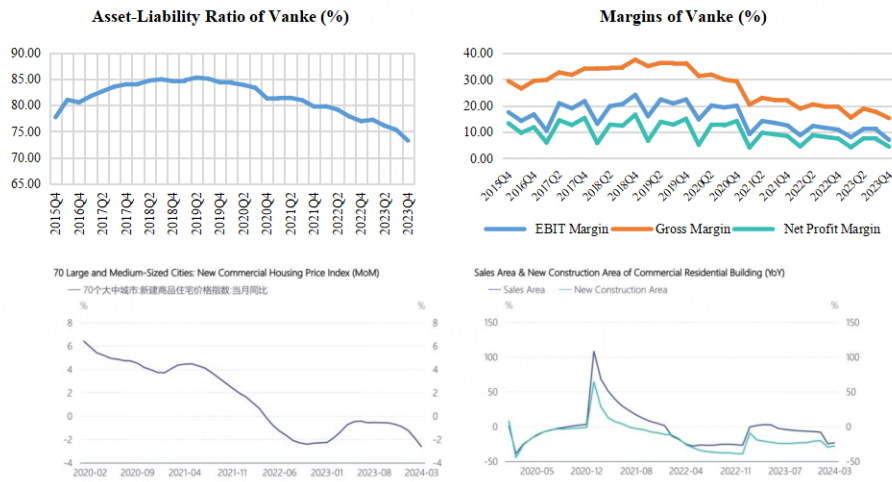 Asset-Liability Ratio of Vanke (%)
90.00
85.00
80.00
75.00
70.00
65.00
2015Q4
2016Q2
2016Q4
2017Q2
2017Q4
2018Q2
2018Q4
2019Q2
2019Q4
2020Q2
2020Q4
2021Q2
2021Q4
2022Q2
2022Q4
2023Q2
2023Q4
Margins of Vanke (%)
40.00
30.00
20.00
10.00
0.00
2015Q4
2016Q2
2016Q4
2017Q2
2017Q4
2018Q2
2018Q4
2019Q2
2019Q4
2020Q2
2020Q4
2021Q2
2021Q4
2022Q2
2022Q4
2023Q2
2023Q4
EBIT Margin Gross Margin Net Profit Margin
70 Large and Medium-Sized Cities: New Commercial Housing Price Index (MoM)
70个大中城市:新建商品住宅价格指数:当月同比
% %
8 8
6 6
4 4
2 2
0 0
-2 -2
-4 -4
2020-02 2020-09 2021-04 2021-11 2022-06 2023-01 2023-08 2024-03
Sales Area & New Construction Area of Commercial Residential Building (YoY)
Sales Area New Construction Area
% %
150 150
100 100
50 50
0 0
-50 -50
2020-05 2020-12 2021-08 2022-04 2022-11 2023-07 2024-03